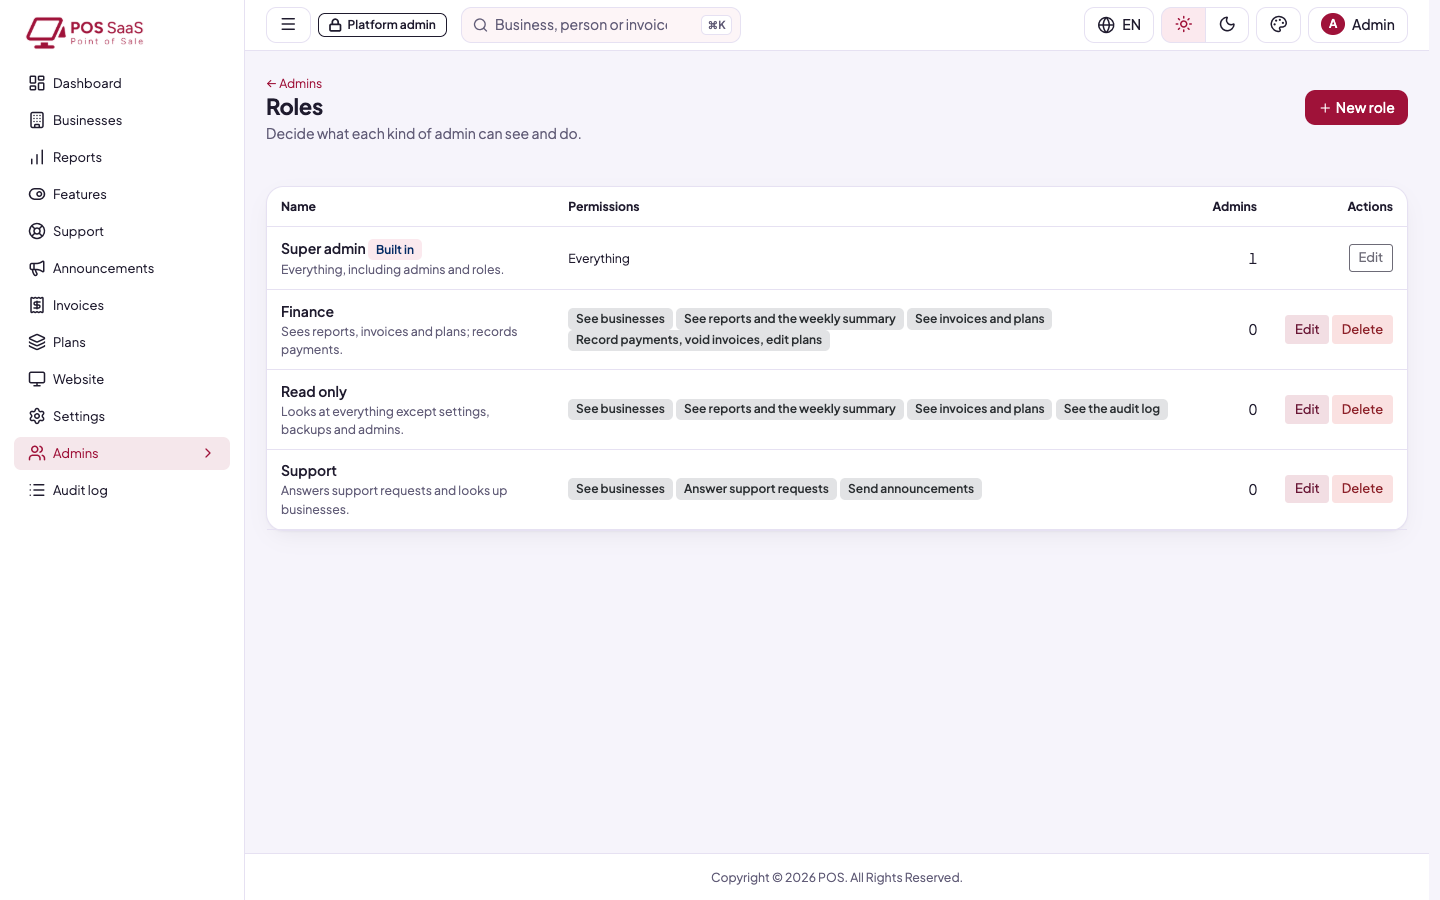 POS SaaS
Point of Sale
Platform admin
Business, person or invoic
⌘K
EN
A
Admin
Dashboard
Businesses
Reports
Features
Support
Announcements
Invoices
Plans
Website
Settings
Admins
Audit log
← Admins
Roles
Decide what each kind of admin can see and do.
+ New role
Name Permissions Admins Actions
Super admin Built in
Everything, including admins and roles.
Everything
1
Edit
Finance
Sees reports, invoices and plans; records
payments.
See businesses See reports and the weekly summary See invoices and plans
Record payments, void invoices, edit plans
0
Edit Delete
Read only
Looks at everything except settings,
backups and admins.
See businesses See reports and the weekly summary See invoices and plans See the audit log
0
Edit Delete
Support
Answers support requests and looks up
businesses.
See businesses Answer support requests Send announcements
0
Edit Delete
Copyright © 2026 POS. All Rights Reserved.